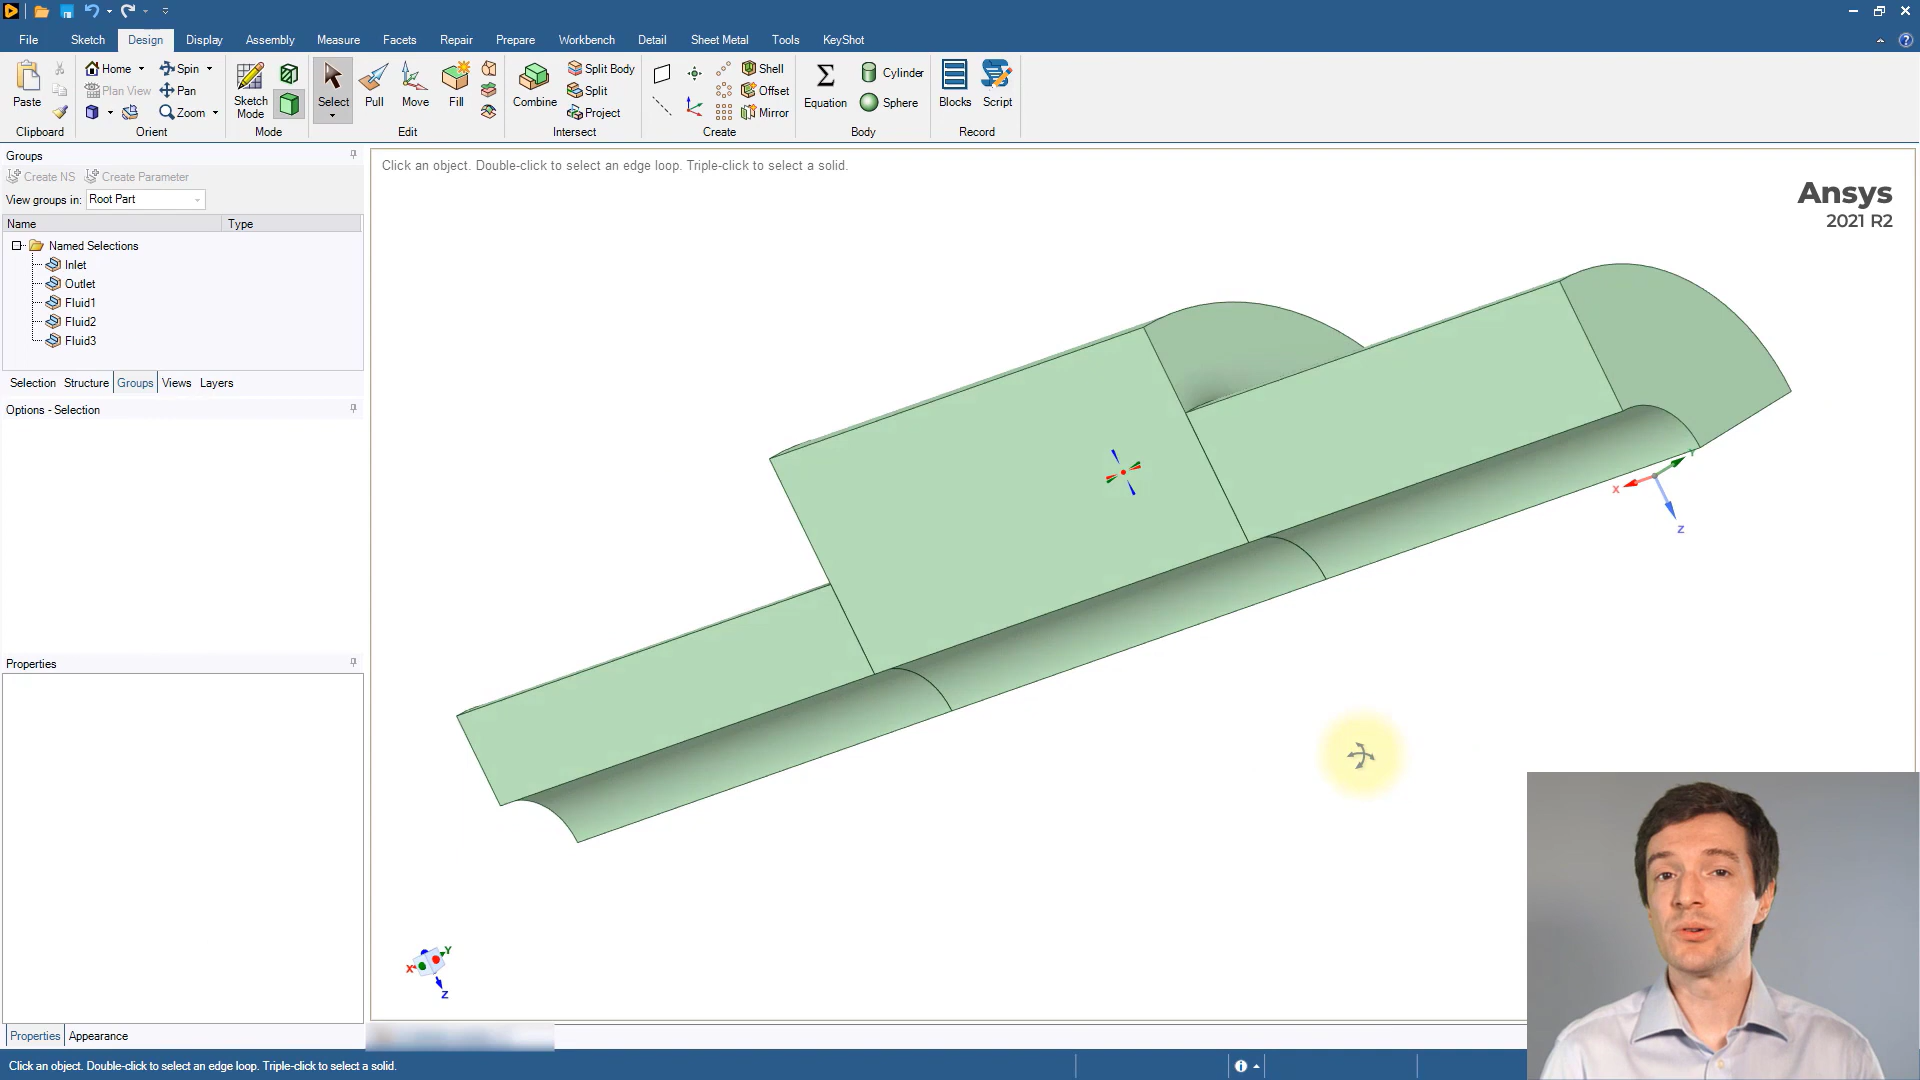 File Sketch Design Display Assembly Measure Facets Repair Prepare Workbench Detail Sheet Metal Tools KeyShot
Home Spin Split Body Shell Cylinder
Plan View Pan Split Offset Sphere
Zoom Project Mirror
Paste Sketch Mode Select Pull Move Fill Combine Equation Blocks Script
Clipboard Orient Mode Edit Intersect Create Body Record
Groups
Create NS Create Parameter
View groups in: Root Part
Name Type
Named Selections
Inlet
Outlet
Fluid1
Fluid2
Fluid3
Selection Structure Groups Views Layers
Options - Selection
Properties
Properties Appearance
Click an object. Double-click to select an edge loop. Triple-click to select a solid.
Ansys
2021 R2
X Y Z
X Y Z
Click an object. Double-click to select an edge loop. Triple-click to select a solid.